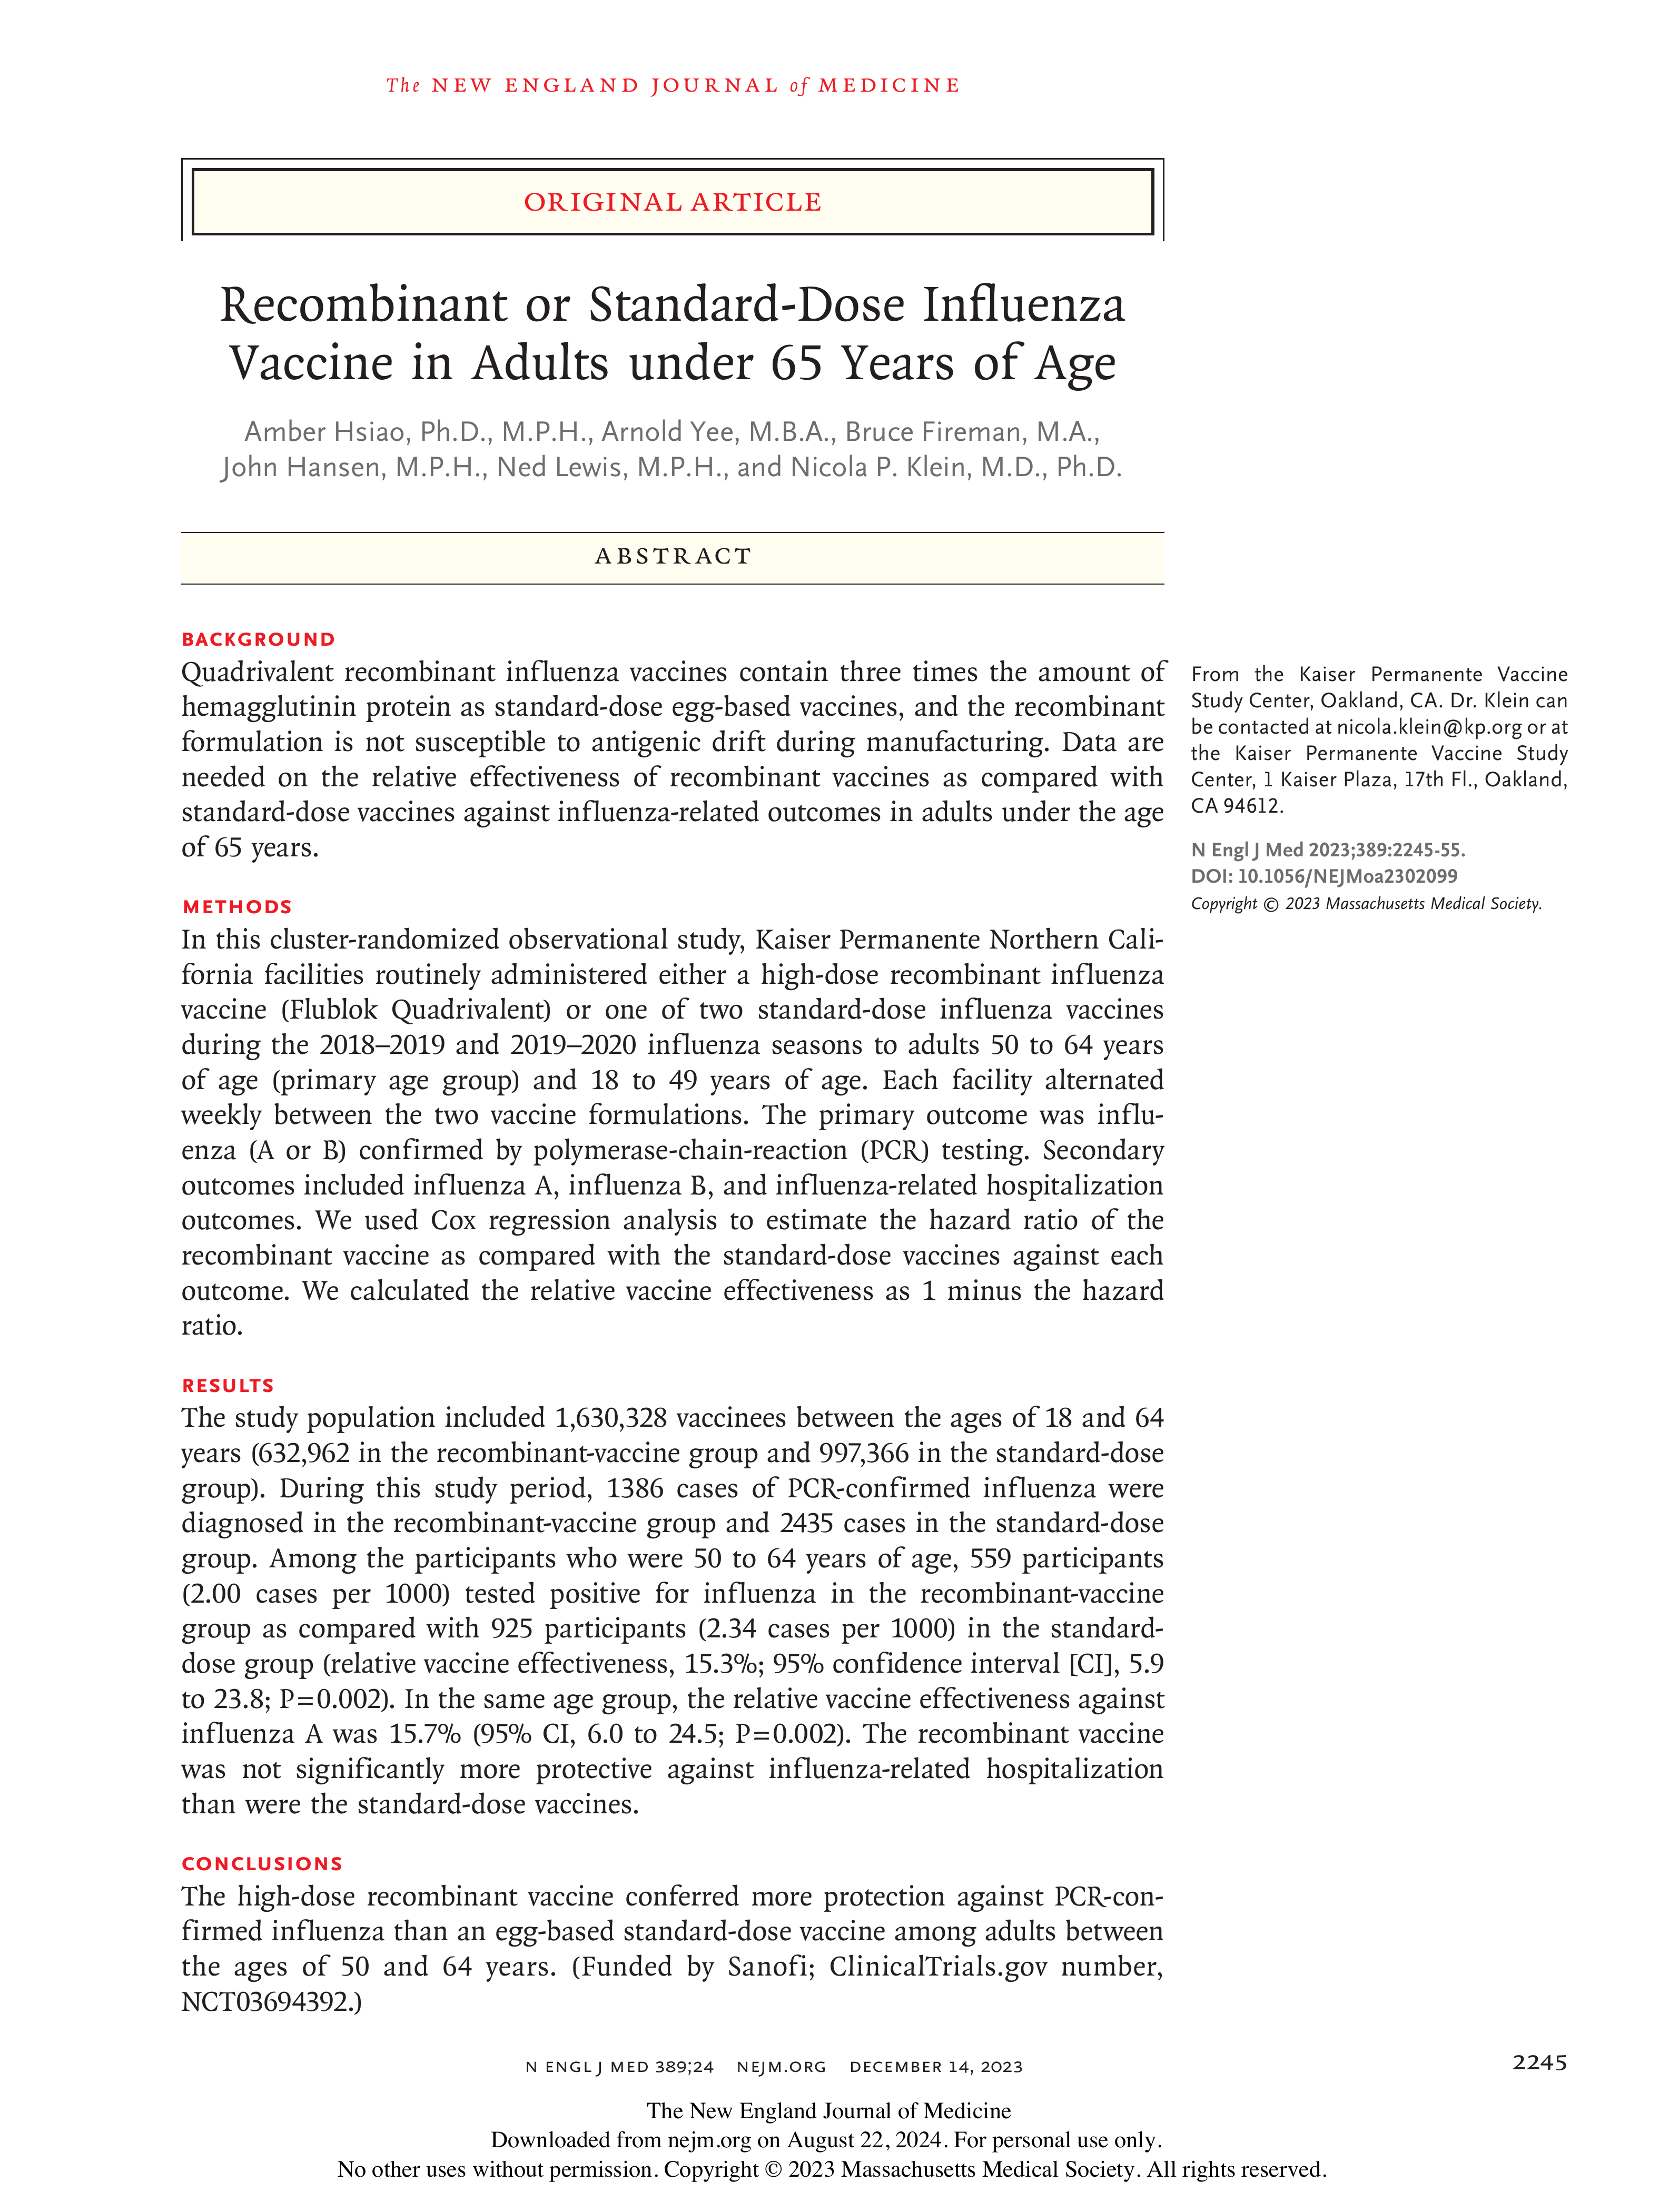 The NEW ENGLAND JOURNAL of MEDICINE
ORIGINAL ARTICLE
Recombinant or Standard-Dose Influenza
Vaccine in Adults under 65 Years of Age
Amber Hsiao, Ph.D., M.P.H., Arnold Yee, M.B.A., Bruce Fireman, M.A.,
John Hansen, M.P.H., Ned Lewis, M.P.H., and Nicola P. Klein, M.D., Ph.D.
ABSTRACT
BACKGROUND
Quadrivalent recombinant influenza vaccines contain three times the amount of
hemagglutinin protein as standard-dose egg-based vaccines, and the recombinant
formulation is not susceptible to antigenic drift during manufacturing. Data are
needed on the relative effectiveness of recombinant vaccines as compared with
standard-dose vaccines against influenza-related outcomes in adults under the age
of 65 years.
METHODS
In this cluster-randomized observational study, Kaiser Permanente Northern Cali-
fornia facilities routinely administered either a high-dose recombinant influenza
vaccine (Flublok Quadrivalent) or one of two standard-dose influenza vaccines
during the 2018–2019 and 2019–2020 influenza seasons to adults 50 to 64 years
of age (primary age group) and 18 to 49 years of age. Each facility alternated
weekly between the two vaccine formulations. The primary outcome was influ-
enza (A or B) confirmed by polymerase-chain-reaction (PCR) testing. Secondary
outcomes included influenza A, influenza B, and influenza-related hospitalization
outcomes. We used Cox regression analysis to estimate the hazard ratio of the
recombinant vaccine as compared with the standard-dose vaccines against each
outcome. We calculated the relative vaccine effectiveness as 1 minus the hazard
ratio.
RESULTS
The study population included 1,630,328 vaccinees between the ages of 18 and 64
years (632,962 in the recombinant-vaccine group and 997,366 in the standard-dose
group). During this study period, 1386 cases of PCR-confirmed influenza were
diagnosed in the recombinant-vaccine group and 2435 cases in the standard-dose
group. Among the participants who were 50 to 64 years of age, 559 participants
(2.00 cases per 1000) tested positive for influenza in the recombinant-vaccine
group as compared with 925 participants (2.34 cases per 1000) in the standard-
dose group (relative vaccine effectiveness, 15.3%; 95% confidence interval [CI], 5.9
to 23.8; P=0.002). In the same age group, the relative vaccine effectiveness against
influenza A was 15.7% (95% CI, 6.0 to 24.5; P=0.002). The recombinant vaccine
was not significantly more protective against influenza-related hospitalization
than were the standard-dose vaccines.
CONCLUSIONS
The high-dose recombinant vaccine conferred more protection against PCR-con-
firmed influenza than an egg-based standard-dose vaccine among adults between
the ages of 50 and 64 years. (Funded by Sanofi; ClinicalTrials.gov number,
NCT03694392.)
From the Kaiser Permanente Vaccine
Study Center, Oakland, CA. Dr. Klein can
be contacted at nicola.klein@kp.org or at
the Kaiser Permanente Vaccine Study
Center, 1 Kaiser Plaza, 17th Fl., Oakland,
CA 94612.
N Engl J Med 2023;389:2245-55.
DOI: 10.1056/NEJMoa2302099
Copyright © 2023 Massachusetts Medical Society.
N ENGL J MED 389;24 NEJM.ORG DECEMBER 14, 2023
2245
The New England Journal of Medicine
Downloaded from nejm.org on August 22, 2024. For personal use only.
No other uses without permission. Copyright © 2023 Massachusetts Medical Society. All rights reserved.